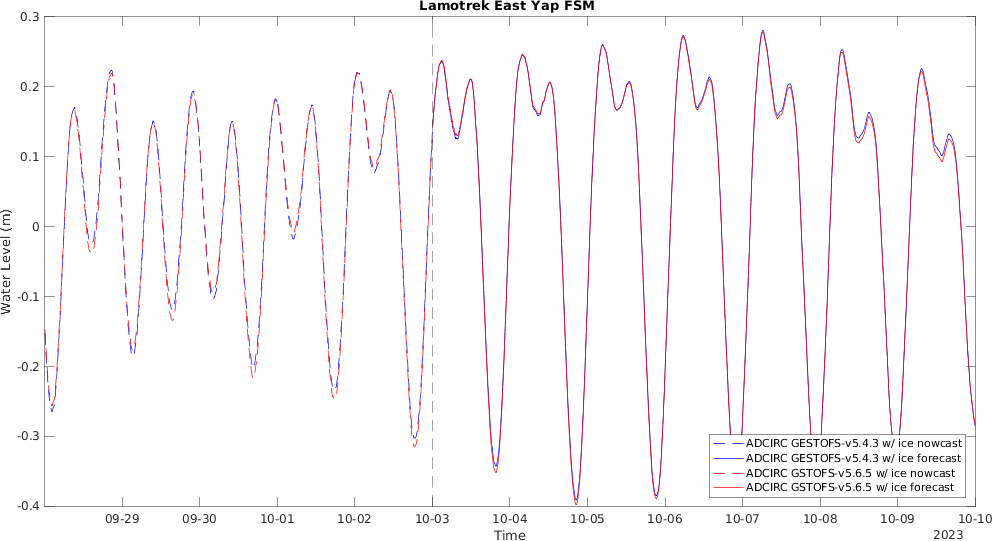 Lamotrek East Yap FSM
0.3
0.2
0.1
0
-0.1
-0.2
-0.3
-0.4
Water Level (m)
ADCIRC GESTOFS-v5.4.3 w/ ice nowcast
ADCIRC GESTOFS-v5.4.3 w/ ice forecast
ADCIRC GSTOFS-v5.6.5 w/ ice nowcast
ADCIRC GSTOFS-v5.6.5 w/ ice forecast
09-29 09-30 10-01 10-02 10-03 10-04 10-05 10-06 10-07 10-08 10-09 10-10
Time
2023